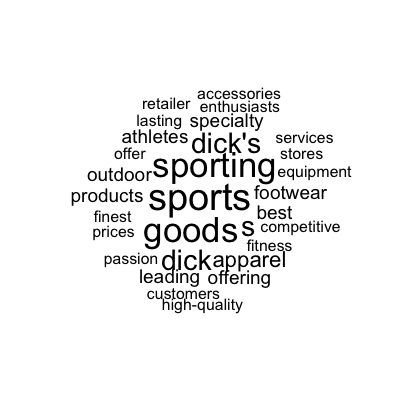 accessories
retailer enthusiasts
lasting specialty
athletes dick's services
offer sporting stores
outdoor equipment
products sports footwear
finest best
prices goods s competitive
fitness
passion dick apparel
leading offering
customers
high-quality